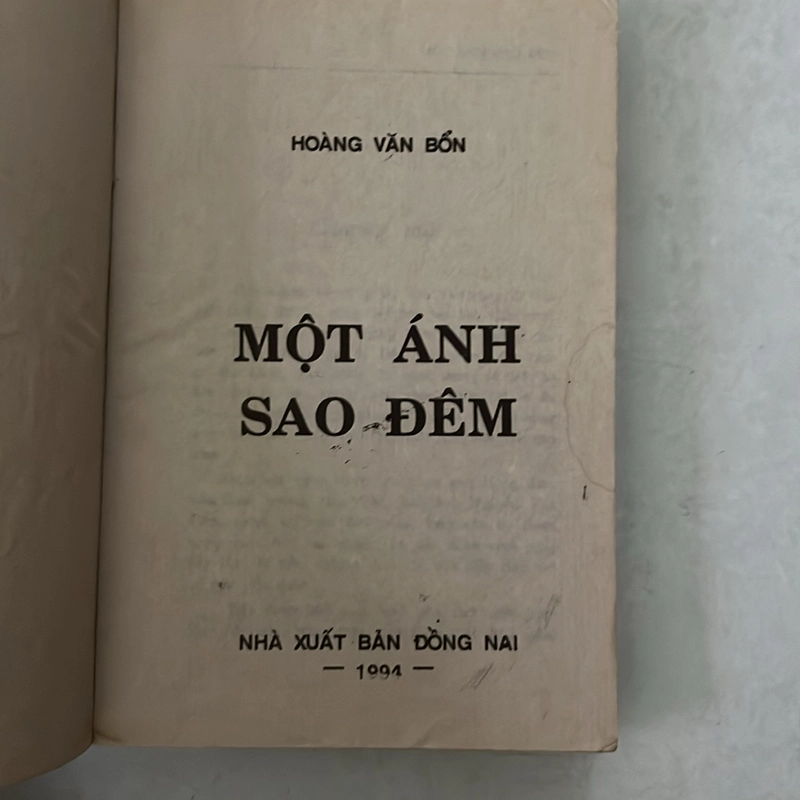 HOÀNG VĂN BỔN
MỘT ÁNH
SAO ĐÊM
NHÀ XUẤT BẢN ĐỒNG NAI
— 1994 —